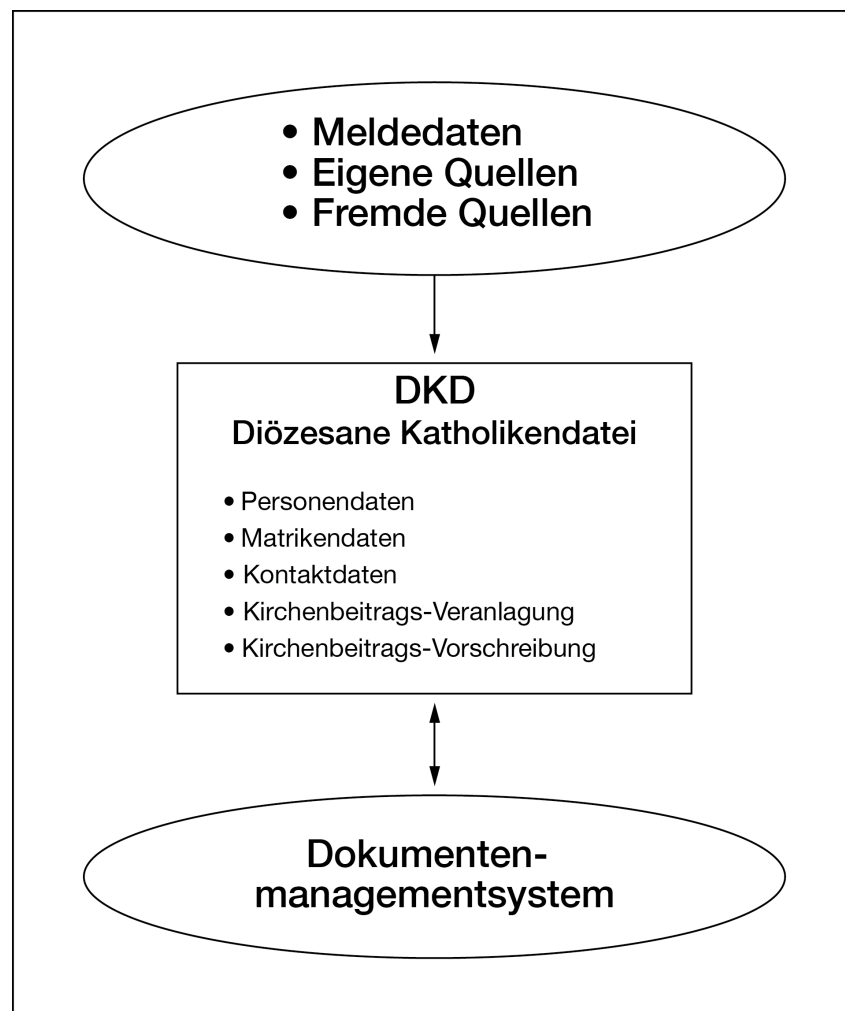 • Meldedaten
• Eigene Quellen
• Fremde Quellen
DKD
Diözesane Katholikendatei
• Personendaten
• Matrikendaten
• Kontaktdaten
• Kirchenbeitrags-Veranlagung
• Kirchenbeitrags-Vorschreibung
Dokumenten-
managementsystem